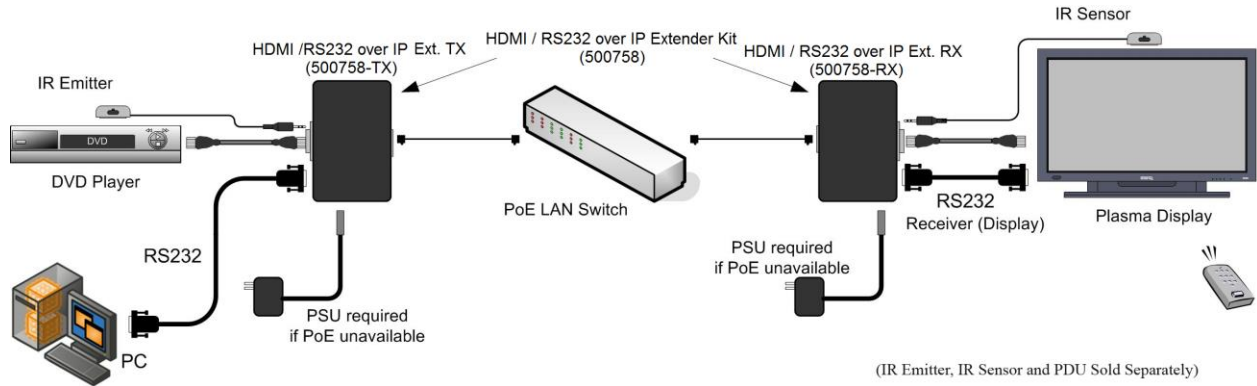 IR Sensor
HDMI /RS232 over IP Ext. TX
(500758-TX)
HDMI / RS232 over IP Extender Kit
(500758)
HDMI / RS232 over IP Ext. RX
(500758-RX)
IR Emitter
DVD
DVD Player
PoE LAN Switch
RS232
Receiver (Display)
Plasma Display
RS232
PSU required
if PoE unavailable
PSU required
if PoE unavailable
PC
(IR Emitter, IR Sensor and PDU Sold Separately)